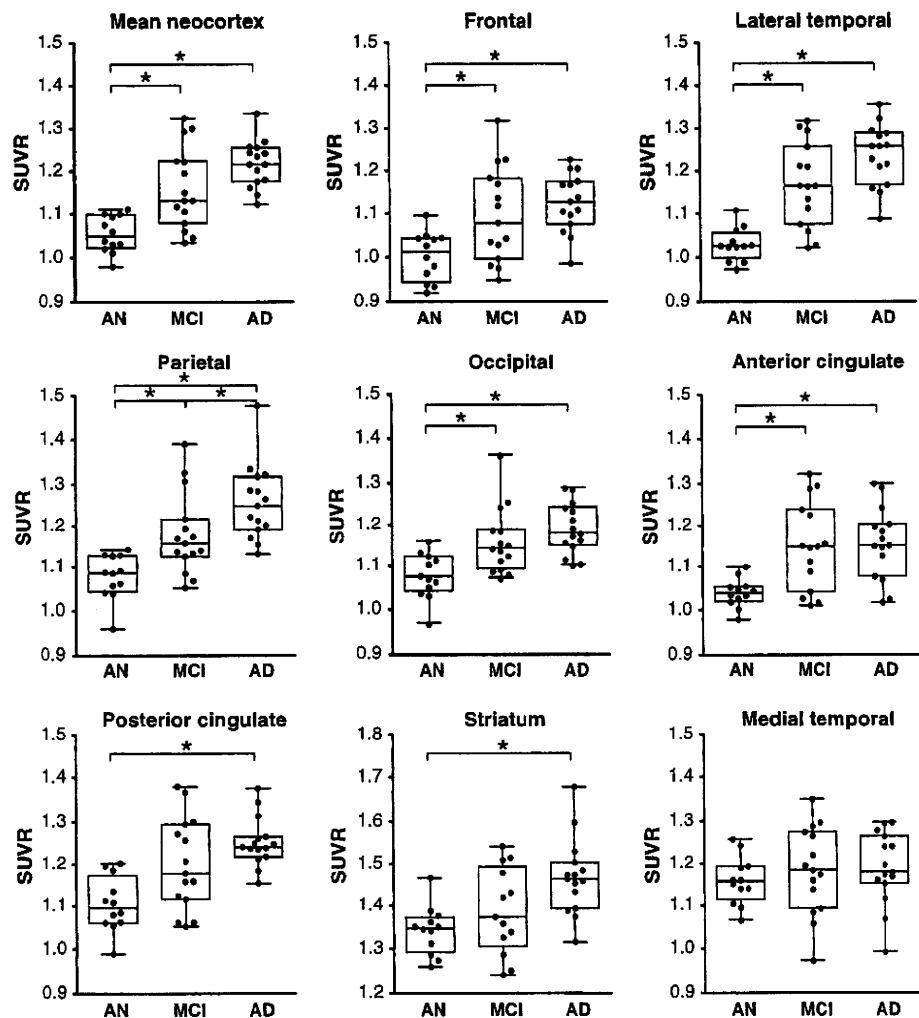 Mean neocortex
Frontal
Lateral temporal
1.5
1.4
1.3
1.2
1.1
1.0
0.9
SUVR
*
*
AN MCI AD
1.5
1.4
1.3
1.2
1.1
1.0
0.9
SUVR
*
*
AN MCI AD
1.5
1.4
1.3
1.2
1.1
1.0
0.9
SUVR
*
*
AN MCI AD
Parietal
Occipital
Anterior cingulate
1.5
1.4
1.3
1.2
1.1
1.0
0.9
SUVR
*
* *
AN MCI AD
1.5
1.4
1.3
1.2
1.1
1.0
0.9
SUVR
*
*
AN MCI AD
1.5
1.4
1.3
1.2
1.1
1.0
0.9
SUVR
*
*
AN MCI AD
Posterior cingulate
Striatum
Medial temporal
1.5
1.4
1.3
1.2
1.1
1.0
0.9
SUVR
*
AN MCI AD
1.8
1.7
1.6
1.5
1.4
1.3
1.2
SUVR
*
AN MCI AD
1.5
1.4
1.3
1.2
1.1
1.0
0.9
SUVR
AN MCI AD